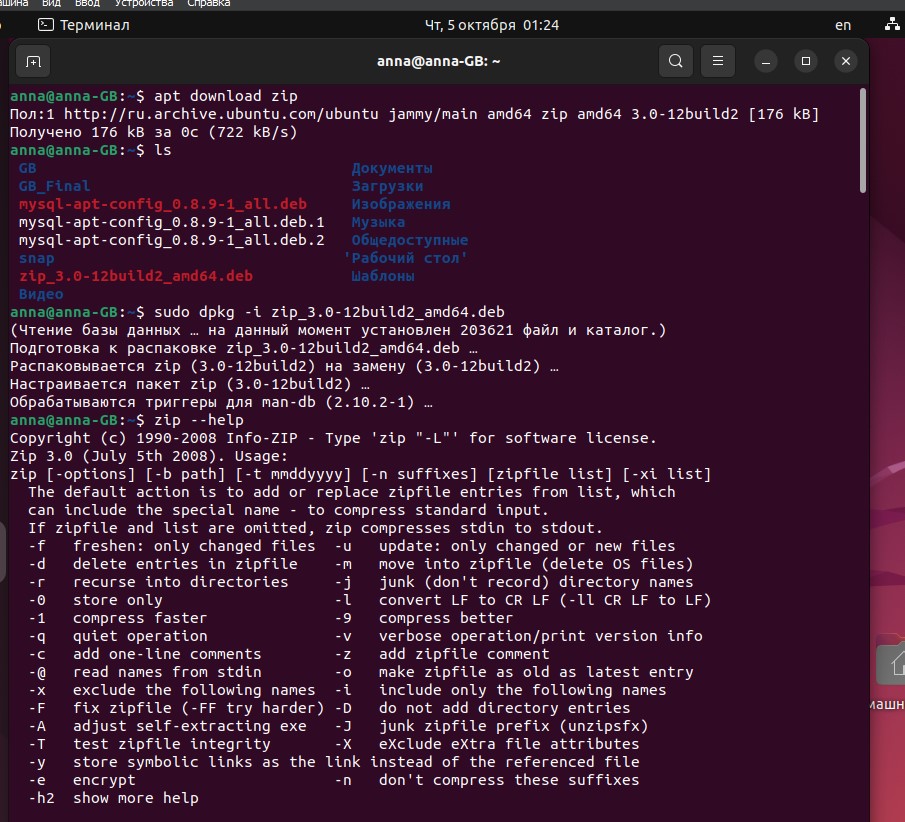 Вид Ввод Устройства Справка
Терминал Чт, 5 октября 01:24 en
anna@anna-GB: ~
anna@anna-GB:~$ apt download zip
Пол:1 http://ru.archive.ubuntu.com/ubuntu jammy/main amd64 zip amd64 3.0-12build2 [176 kB]
Получено 176 kB за 0с (722 kB/s)
anna@anna-GB:~$ ls
GB Документы
GB_Final Загрузки
mysql-apt-config_0.8.9-1_all.deb Изображения
mysql-apt-config_0.8.9-1_all.deb.1 Музыка
mysql-apt-config_0.8.9-1_all.deb.2 Общедоступные
snap 'Рабочий стол'
zip_3.0-12build2_amd64.deb Шаблоны
Видео
anna@anna-GB:~$ sudo dpkg -i zip_3.0-12build2_amd64.deb
(Чтение базы данных … на данный момент установлен 203621 файл и каталог.)
Подготовка к распаковке zip_3.0-12build2_amd64.deb …
Распаковывается zip (3.0-12build2) на замену (3.0-12build2) …
Настраивается пакет zip (3.0-12build2) …
Обрабатываются триггеры для man-db (2.10.2-1) …
anna@anna-GB:~$ zip --help
Copyright (c) 1990-2008 Info-ZIP - Type 'zip "-L"' for software license.
Zip 3.0 (July 5th 2008). Usage:
zip [-options] [-b path] [-t mmddyyyy] [-n suffixes] [zipfile list] [-xi list]
The default action is to add or replace zipfile entries from list, which
can include the special name - to compress standard input.
If zipfile and list are omitted, zip compresses stdin to stdout.
-f freshen: only changed files -u update: only changed or new files
-d delete entries in zipfile -m move into zipfile (delete OS files)
-r recurse into directories -j junk (don't record) directory names
-0 store only -l convert LF to CR LF (-ll CR LF to LF)
-1 compress faster -9 compress better
-q quiet operation -v verbose operation/print version info
-c add one-line comments -z add zipfile comment
-@ read names from stdin -o make zipfile as old as latest entry
-x exclude the following names -i include only the following names
-F fix zipfile (-FF try harder) -D do not add directory entries
-A adjust self-extracting exe -J junk zipfile prefix (unzipsfx)
-T test zipfile integrity -X eXclude eXtra file attributes
-y store symbolic links as the link instead of the referenced file
-e encrypt -n don't compress these suffixes
-h2 show more help